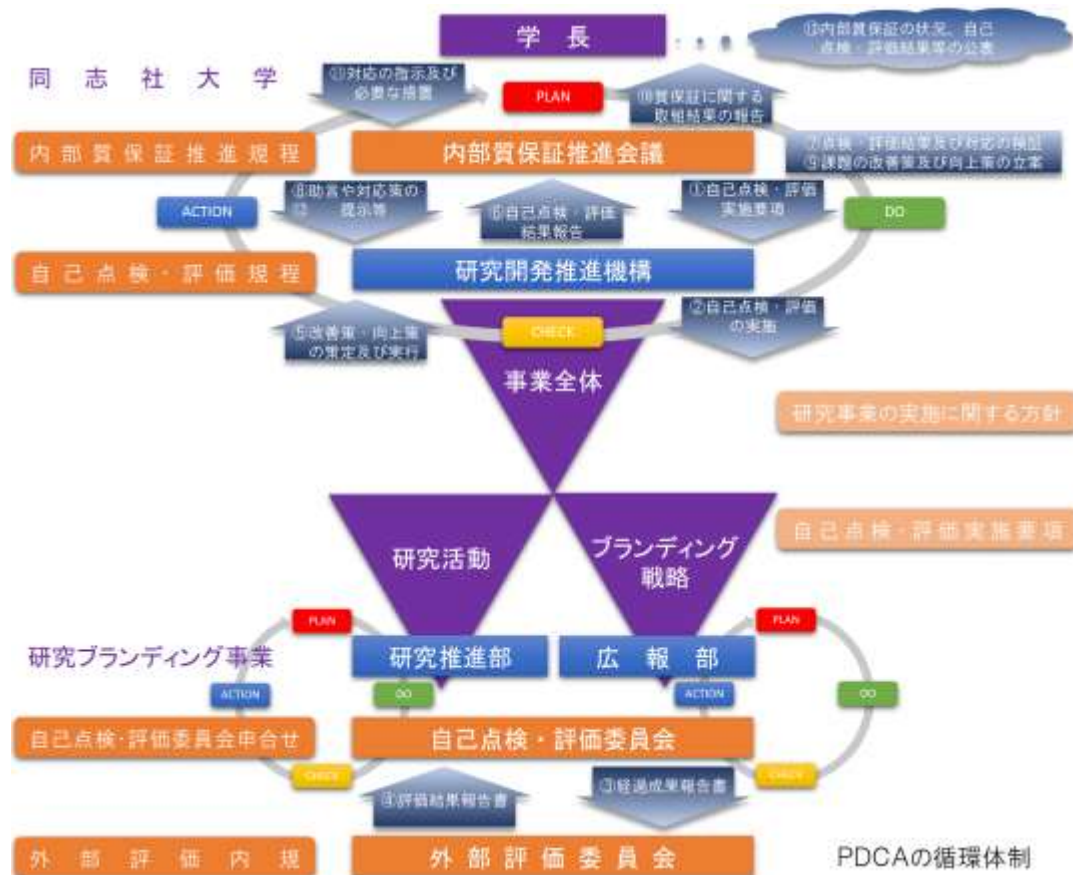 学長
⑫内部質保証の状況、自己
点検・評価結果等の公表
同志社大学
⑪対応の指示及び
必要な措置
PLAN
⑩質保証に関する
取組結果の報告
内部質保証推進規程
内部質保証推進会議
⑦点検・評価結果及び対応の検証
⑨課題の改善策及び向上策の立案
ACTION
⑧助言や対応策の
提示等
⑥自己点検・評価
結果報告
①自己点検・評価
実施要項
DO
自己点検・評価規程
研究開発推進機構
⑤改善策・向上策
の策定及び実行
CHECK
②自己点検・評価
の実施
事業全体
研究事業の実施に関する方針
研究活動
ブランディング
戦略
自己点検・評価実施要項
PLAN
PLAN
研究ブランディング事業
研究推進部
広報部
ACTION
DO
ACTION
DO
自己点検・評価委員会申合せ
自己点検・評価委員会
CHECK
CHECK
④評価結果報告書
③経過成果報告書
外部評価内規
外部評価委員会
PDCAの循環体制